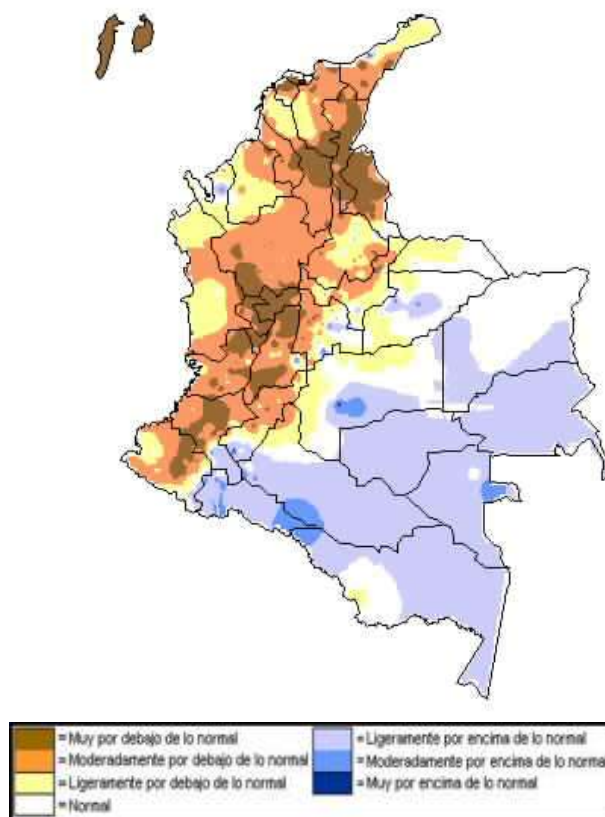 = Muy por debajo de lo normal
= Moderadamente por debajo de lo normal
= Ligeramente por debajo de lo normal
= Normal
= Ligeramente por encima de lo normal
= Moderadamente por encima de lo normal
= Muy por encima de lo normal